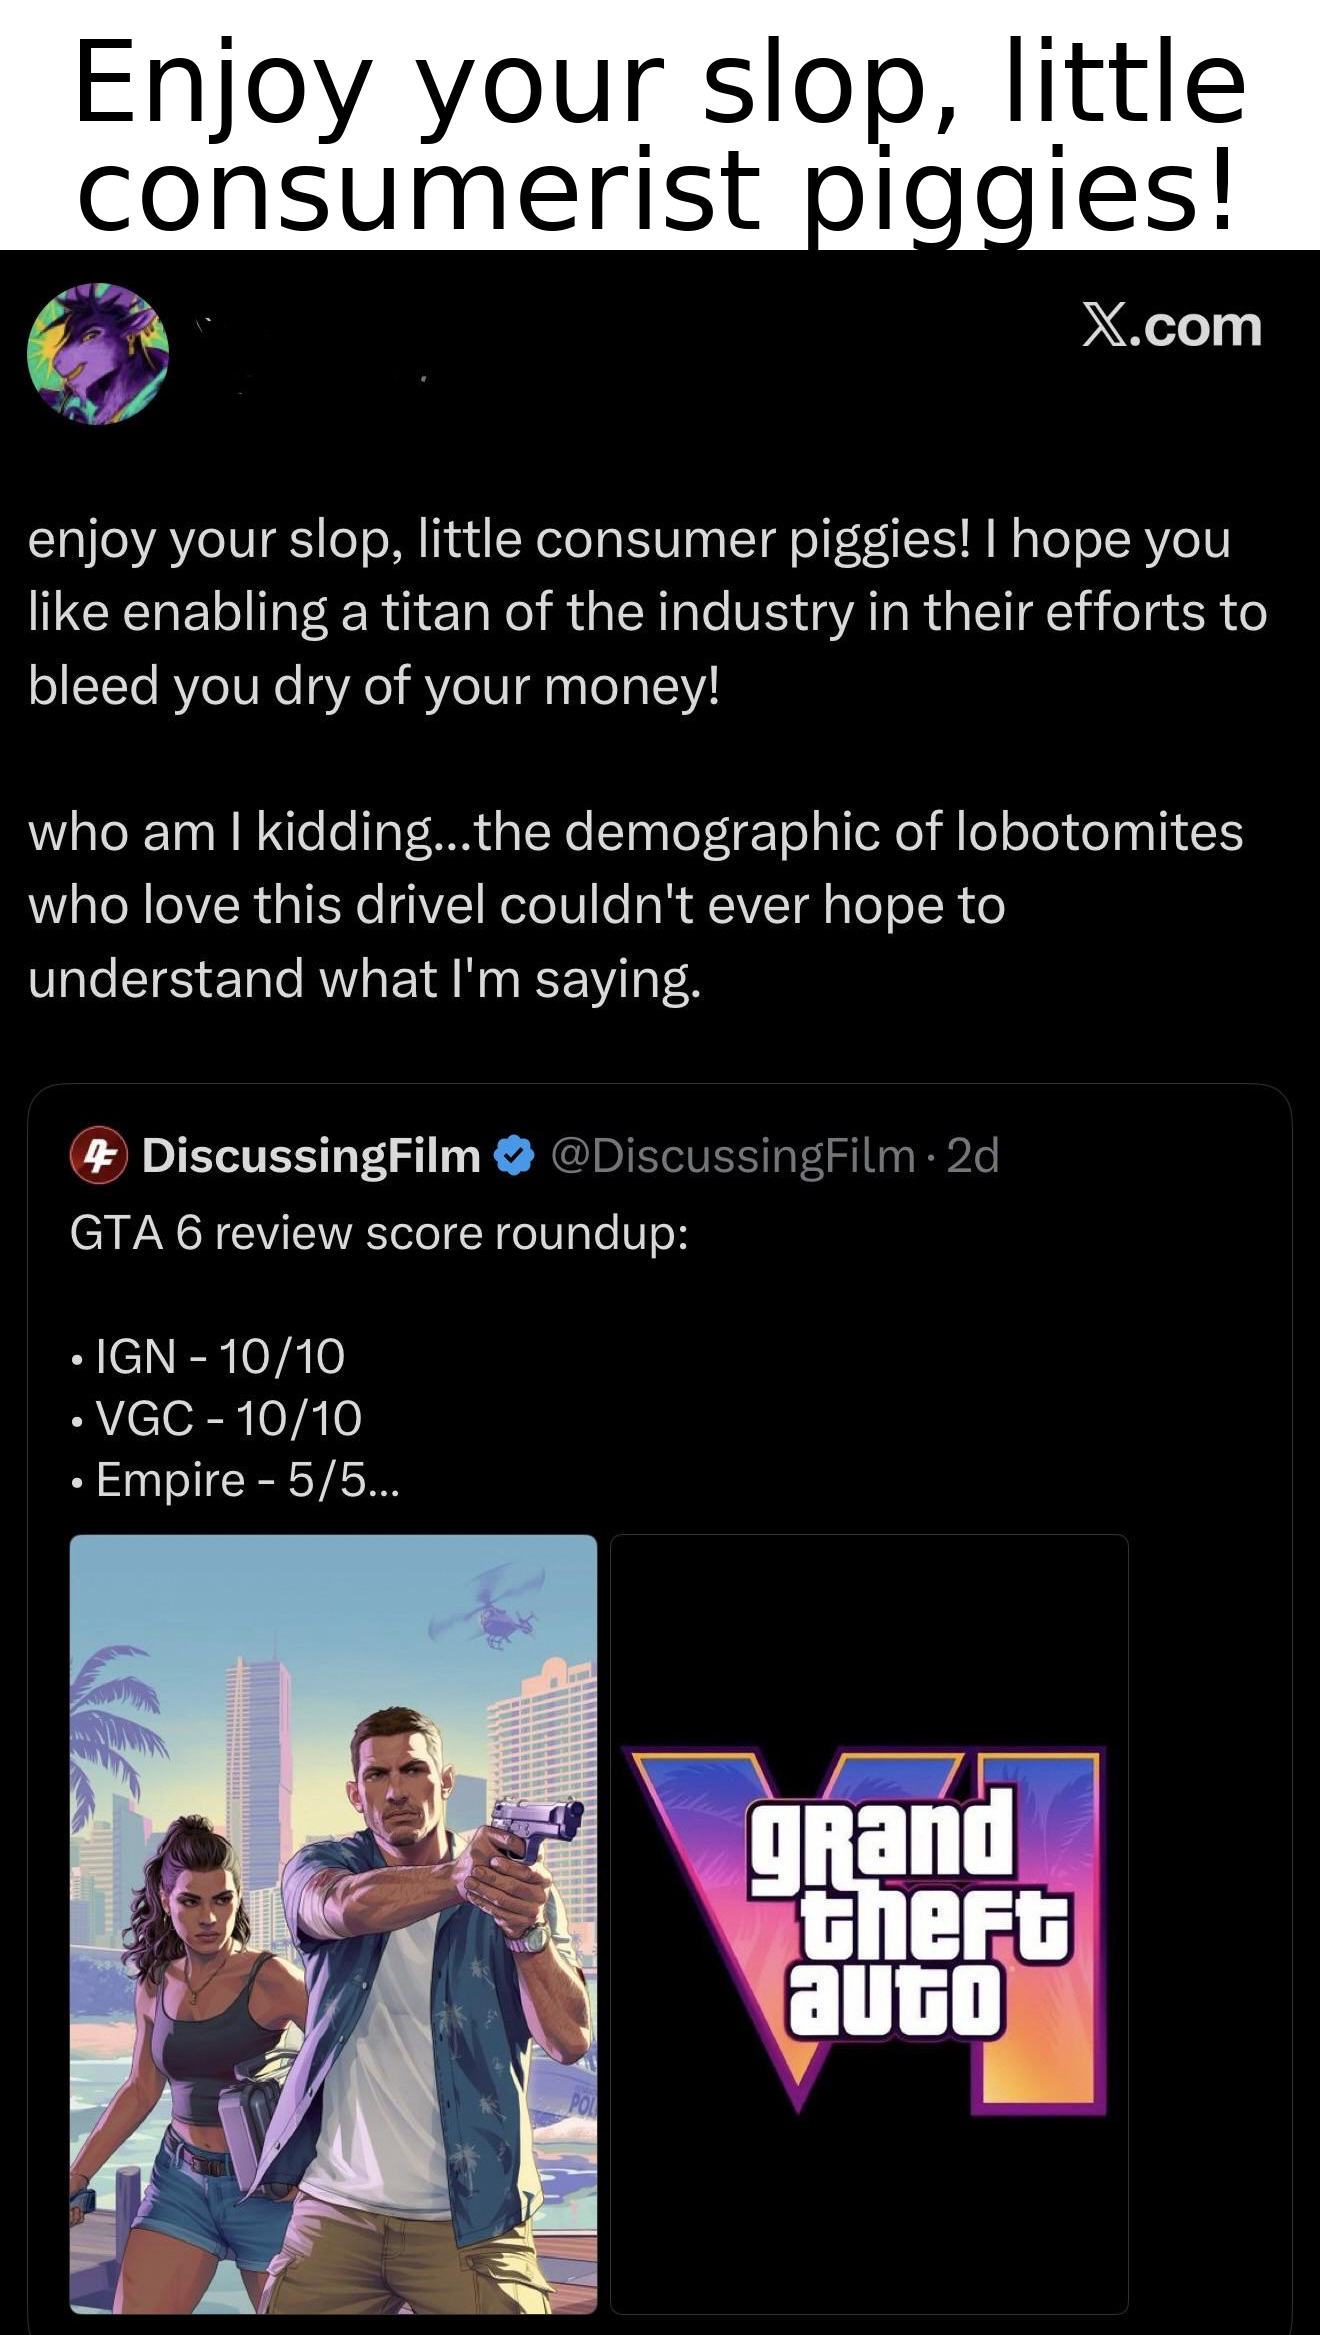 Enjoy your slop, little
consumerist piggies!
X.com
enjoy your slop, little consumer piggies! I hope you
like enabling a titan of the industry in their efforts to
bleed you dry of your money!
who am I kidding...the demographic of lobotomites
who love this drivel couldn't ever hope to
understand what I'm saying.
DF DiscussingFilm @DiscussingFilm · 2d
GTA 6 review score roundup:
• IGN - 10/10
• VGC - 10/10
• Empire - 5/5...
POL
VI
grand
theft
auto